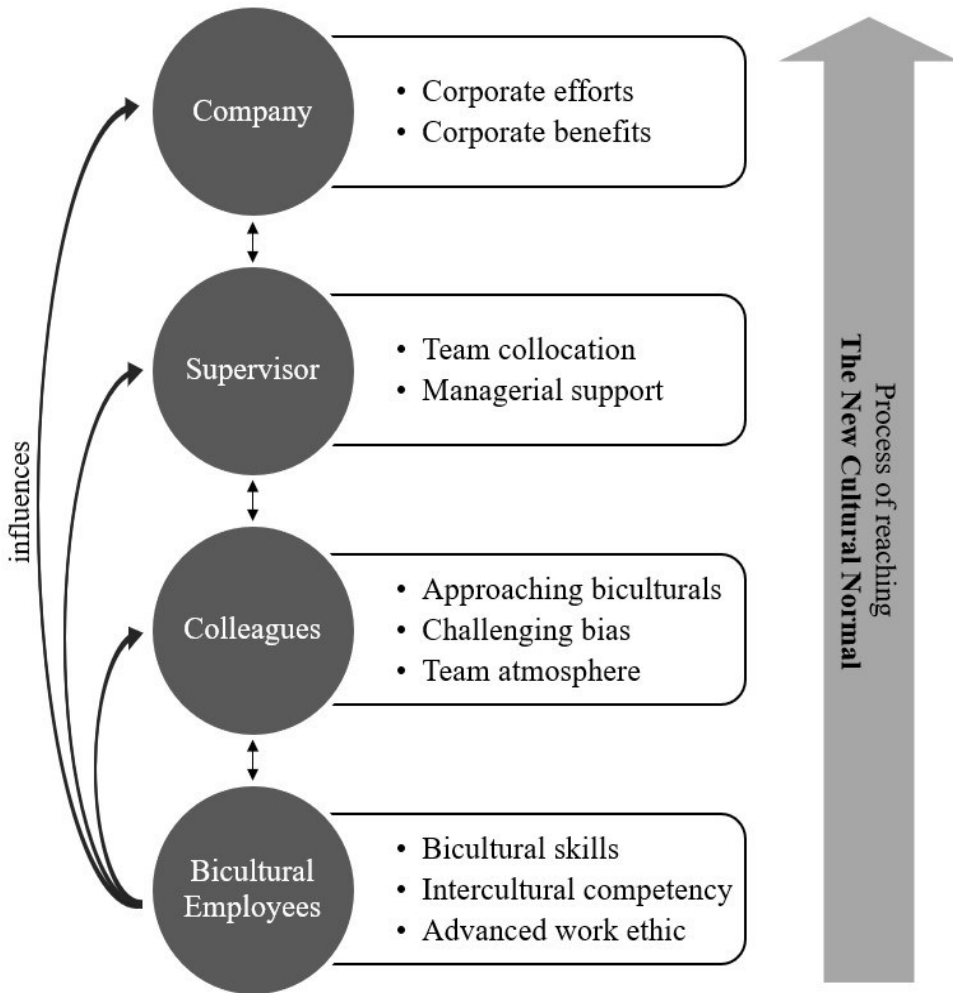 Company
• Corporate efforts
• Corporate benefits
Supervisor
• Team collocation
• Managerial support
influences
Colleagues
• Approaching biculturals
• Challenging bias
• Team atmosphere
Bicultural
Employees
• Bicultural skills
• Intercultural competency
• Advanced work ethic
Process of reaching
The New Cultural Normal